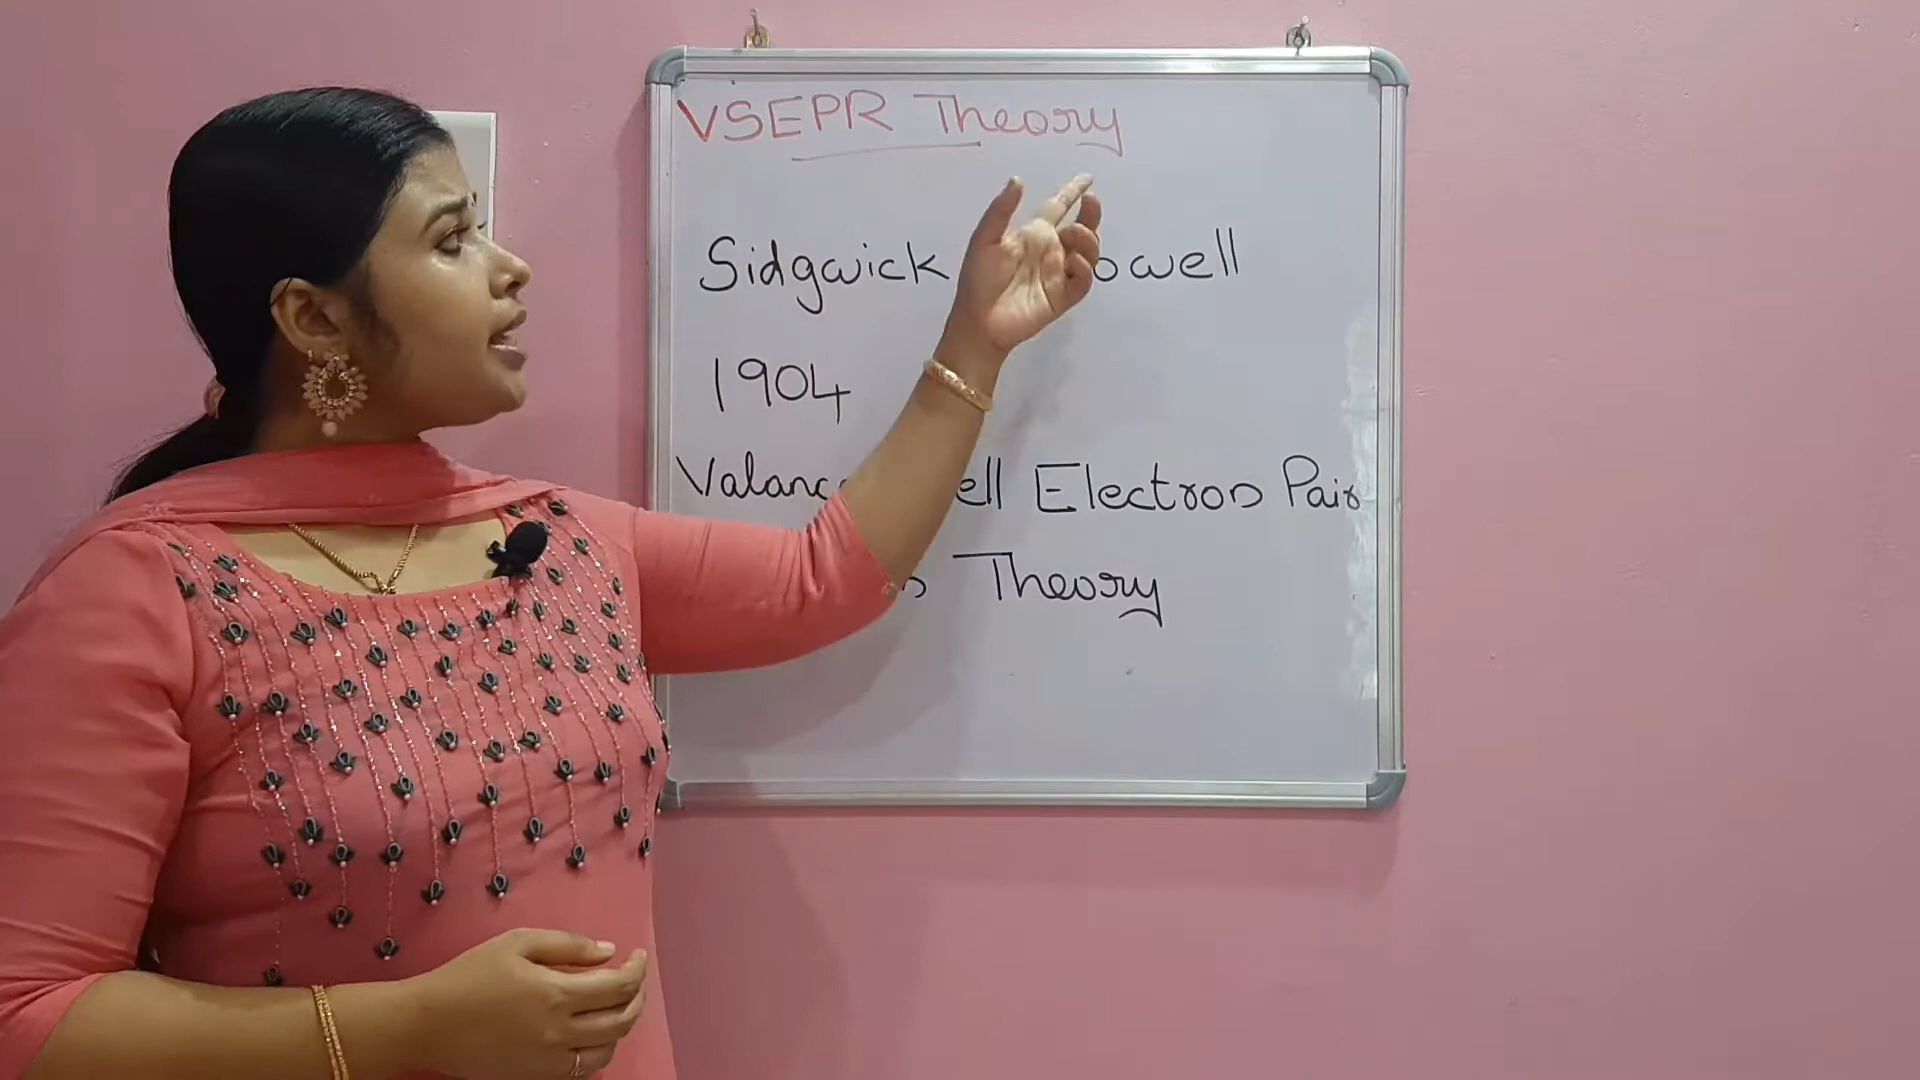 VSEPR Theory
Sidgwick owell
1904
Valanc ell Electron Pair
n Theory